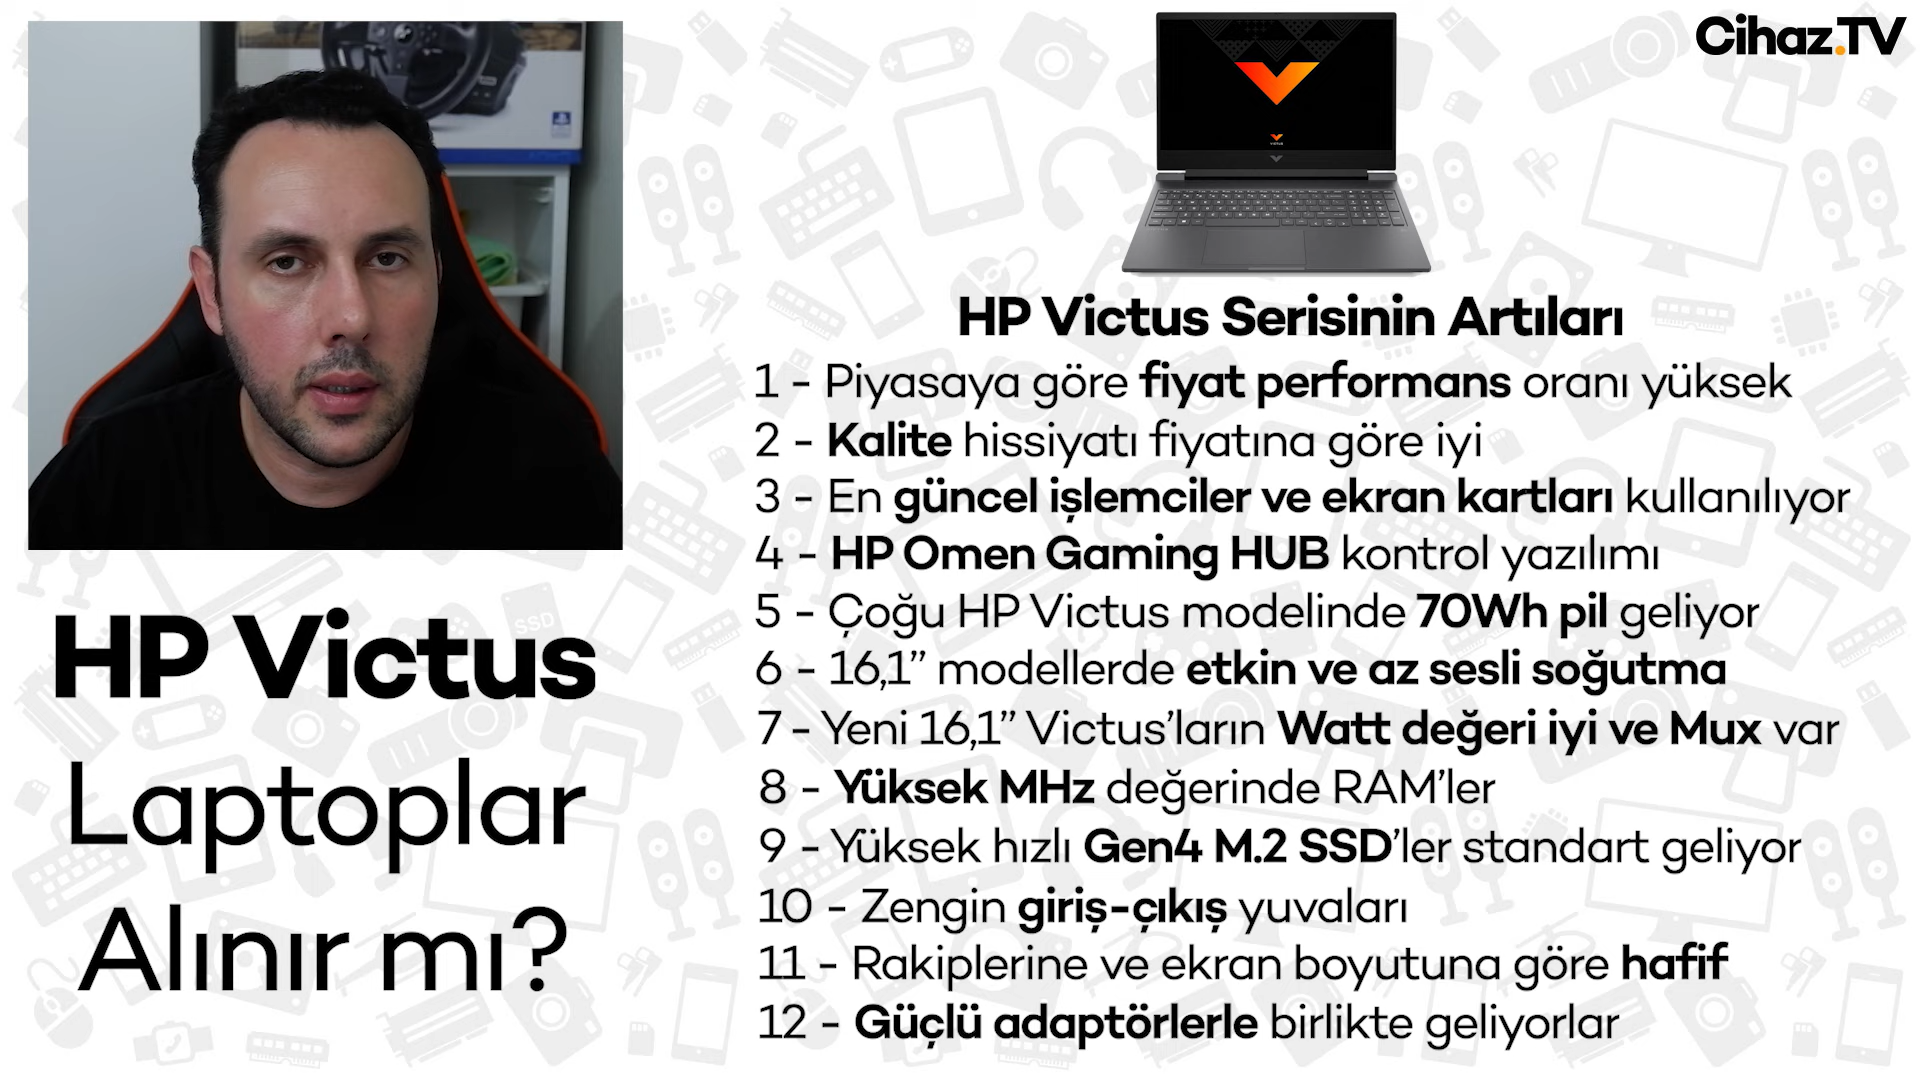 Cihaz.TV
HP Victus Serisinin Artıları
1 - Piyasaya göre fiyat performans oranı yüksek
2 - Kalite hissiyatı fiyatına göre iyi
3 - En güncel işlemciler ve ekran kartları kullanılıyor
4 - HP Omen Gaming HUB kontrol yazılımı
5 - Çoğu HP Victus modelinde 70Wh pil geliyor
6 - 16,1” modellerde etkin ve az sesli soğutma
7 - Yeni 16,1” Victus’ların Watt değeri iyi ve Mux var
8 - Yüksek MHz değerinde RAM’ler
9 - Yüksek hızlı Gen4 M.2 SSD’ler standart geliyor
10 - Zengin giriş-çıkış yuvaları
11 - Rakiplerine ve ekran boyutuna göre hafif
12 - Güçlü adaptörlerle birlikte geliyorlar
HP Victus
Laptoplar
Alınır mı?
SSD